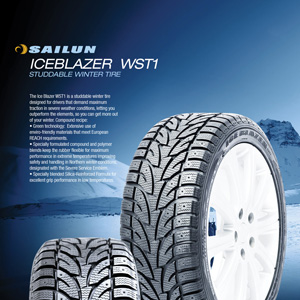 SAILUN
ICEBLAZER WST1
STUDDABLE WINTER TIRE
The Ice Blazer WST1 is a studdable winter tire
designed for drivers that demand maximum
traction in severe weather conditions, letting you
outperform the elements, so you can get more out
of your winter. Compound recipe:
• Green technology: Extensive use of
enviro-friendly materials that meet European
REACH requirements.
• Specially formulated compound and polymer
blends keep the rubber flexible for maximum
performance in extreme temperatures improving
safety and handling in Northern winter conditions
designated with the Severe Service Emblem.
• Specially blended Silica-Reinforced formula for
excellent grip performance in low temperatures.